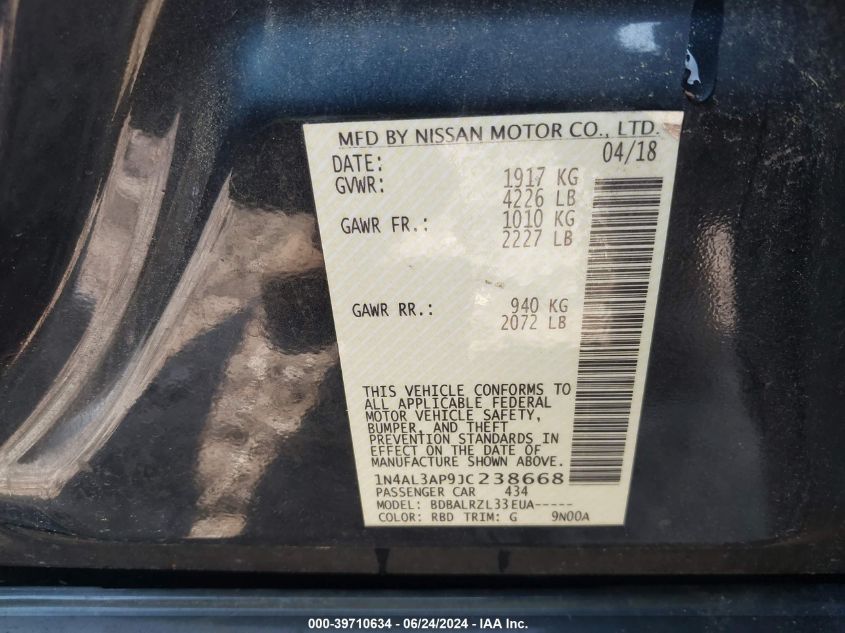 MFD BY NISSAN MOTOR CO., LTD.
DATE: 04/18
GVWR: 1917 KG
4226 LB
GAWR FR.: 1010 KG
2227 LB
GAWR RR.: 940 KG
2072 LB
THIS VEHICLE CONFORMS TO
ALL APPLICABLE FEDERAL
MOTOR VEHICLE SAFETY,
BUMPER, AND THEFT
PREVENTION STANDARDS IN
EFFECT ON THE DATE OF
MANUFACTURE SHOWN ABOVE.
1N4AL3AP9JC238668
PASSENGER CAR 434
MODEL: BDBALRZL33EUA-----
COLOR: RBD TRIM: G 9N00A
000-39710634 / 06/24/2024 - IAA Inc.